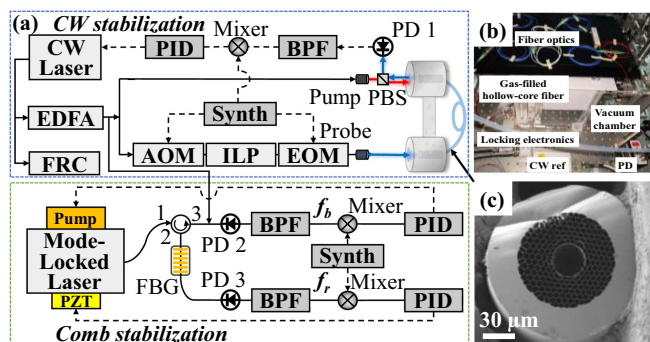 (a) CW stabilization
Mixer
PD 1
CW
Laser
PID
BPF
Pump
PBS
EDFA
Synth
Probe
FRC
AOM
ILP
EOM
Pump
Mode-
Locked
Laser
PZT
1
3
2
PD 2
BPF
f_b
Mixer
PID
FBG
PD 3
Synth
BPF
f_r
Mixer
PID
Comb stabilization
(b)
Fiber optics
Gas-filled
hollow-core fiber
Vacuum
chamber
Locking electronics
CW ref
PD
(c)
30 µm